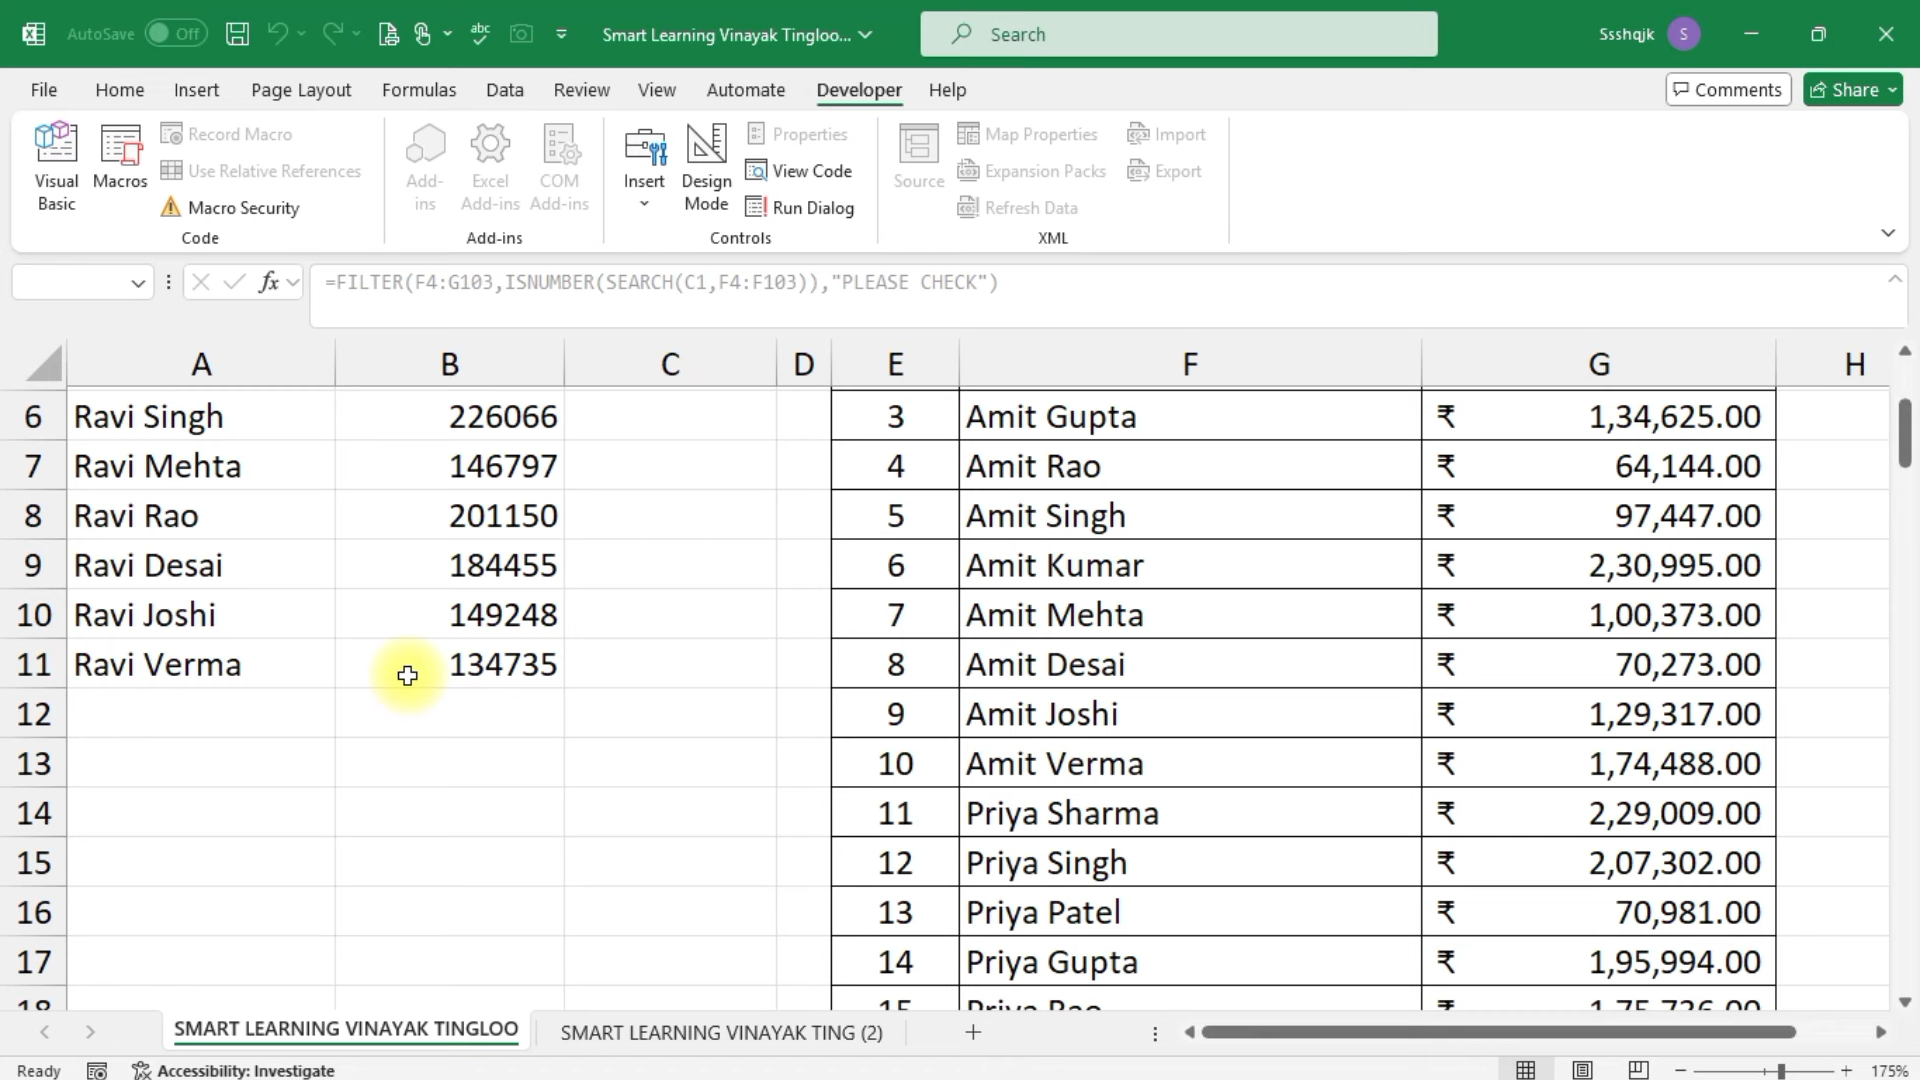 AutoSave Off Smart Learning Vinayak Tingloo... Search Ssshqjk S
File Home Insert Page Layout Formulas Data Review View Automate Developer Help Comments Share
Visual Basic
Macros
Record Macro
Use Relative References
Macro Security
Code
Add-ins
Excel Add-ins
COM Add-ins
Add-ins
Insert
Design Mode
Properties
View Code
Run Dialog
Controls
Source
Map Properties
Expansion Packs
Refresh Data
Import
Export
XML
fx =FILTER(F4:G103,ISNUMBER(SEARCH(C1,F4:F103)),"PLEASE CHECK")
A B C D E F G H
6 Ravi Singh 226066 3 Amit Gupta ₹ 1,34,625.00
7 Ravi Mehta 146797 4 Amit Rao ₹ 64,144.00
8 Ravi Rao 201150 5 Amit Singh ₹ 97,447.00
9 Ravi Desai 184455 6 Amit Kumar ₹ 2,30,995.00
10 Ravi Joshi 149248 7 Amit Mehta ₹ 1,00,373.00
11 Ravi Verma 134735 8 Amit Desai ₹ 70,273.00
12 9 Amit Joshi ₹ 1,29,317.00
13 10 Amit Verma ₹ 1,74,488.00
14 11 Priya Sharma ₹ 2,29,009.00
15 12 Priya Singh ₹ 2,07,302.00
16 13 Priya Patel ₹ 70,981.00
17 14 Priya Gupta ₹ 1,95,994.00
18 15 Priya Rao ₹ 1,75,726.00
SMART LEARNING VINAYAK TINGLOO SMART LEARNING VINAYAK TING (2)
Ready Accessibility: Investigate 175%